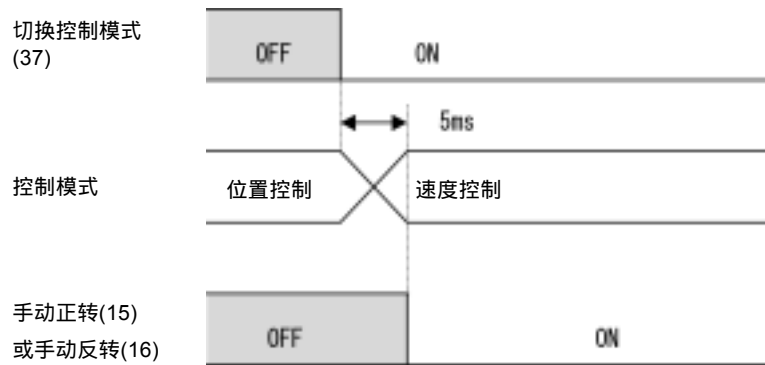 切换控制模式
(37)
OFF
ON
5ms
控制模式
位置控制
速度控制
手动正转(15)
或手动反转(16)
OFF
ON